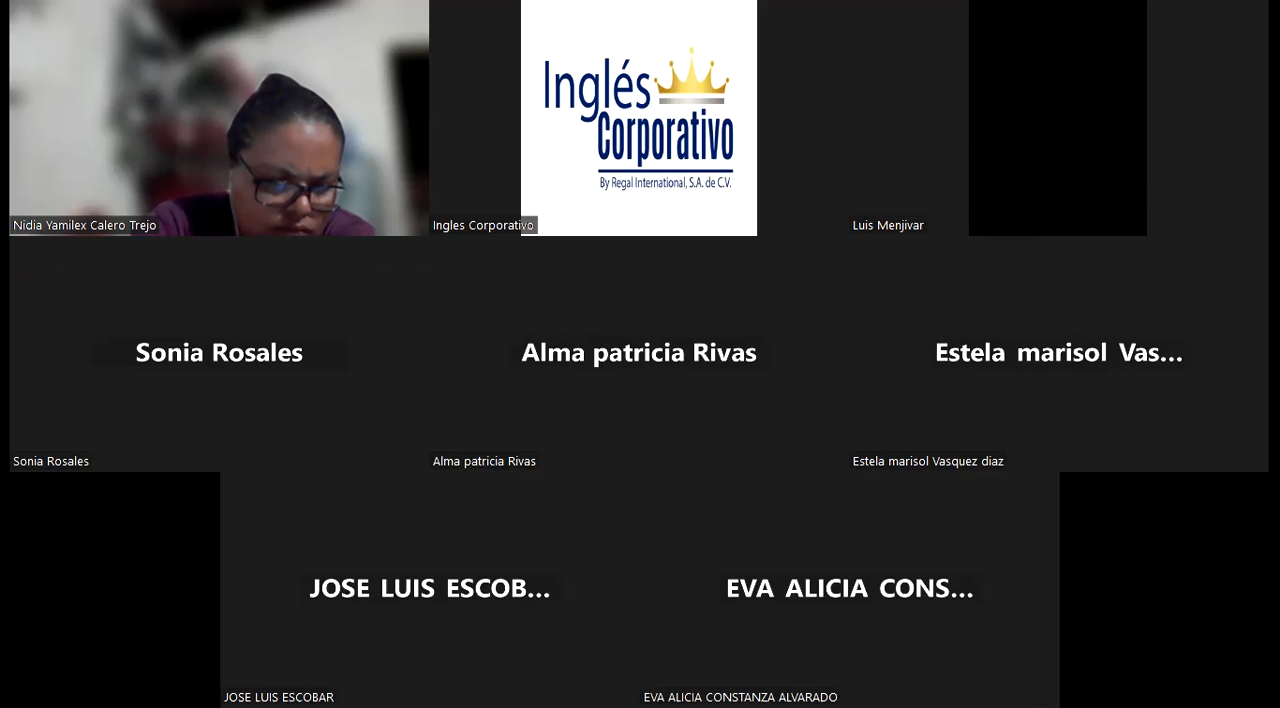 Inglés
Corporativo
By Regal International, S.A. de C.V.
Nidia Yamilex Calero Trejo
Ingles Corporativo
Luis Menjivar
Sonia Rosales
Alma patricia Rivas
Estela marisol Vas...
Sonia Rosales
Alma patricia Rivas
Estela marisol Vasquez diaz
JOSE LUIS ESCOB...
EVA ALICIA CONS...
JOSE LUIS ESCOBAR
EVA ALICIA CONSTANZA ALVARADO